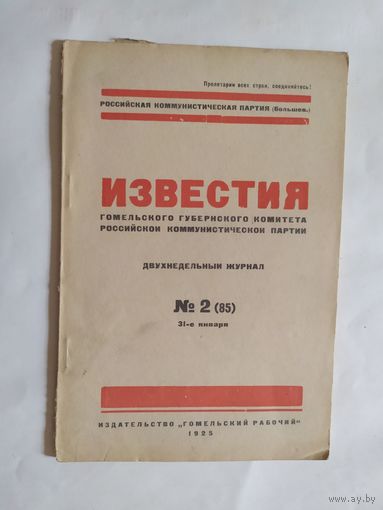 Пролетарии всех стран, соединяйтесь!
РОССИЙСКАЯ КОММУНИСТИЧЕСКАЯ ПАРТИЯ (Большев.)
ИЗВЕСТИЯ
ГОМЕЛЬСКОГО ГУБЕРНСКОГО КОМИТЕТА
РОССИЙСКОЙ КОММУНИСТИЧЕСКОЙ ПАРТИИ
ДВУХНЕДЕЛЬНЫЙ ЖУРНАЛ
№ 2 (85)
31-е января
ИЗДАТЕЛЬСТВО „ГОМЕЛЬСКИЙ РАБОЧИЙ"
1925
www.ay.by